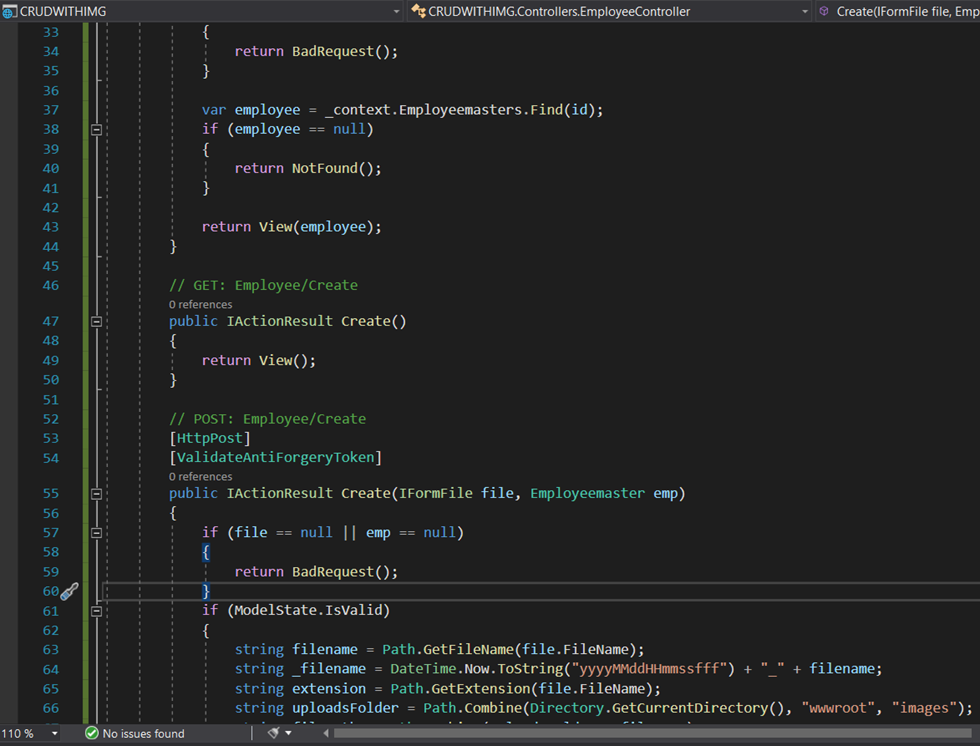 CRUDWITHIMG
CRUDWITHIMG.Controllers.EmployeeController
Create(IFormFile file, Emp
33 {
34 return BadRequest();
35 }
36
37 var employee = _context.Employeemasters.Find(id);
38 if (employee == null)
39 {
40 return NotFound();
41 }
42
43 return View(employee);
44 }
45
46 // GET: Employee/Create
0 references
47 public IActionResult Create()
48 {
49 return View();
50 }
51
52 // POST: Employee/Create
53 [HttpPost]
54 [ValidateAntiForgeryToken]
0 references
55 public IActionResult Create(IFormFile file, Employeemaster emp)
56 {
57 if (file == null || emp == null)
58 {
59 return BadRequest();
60 }
61 if (ModelState.IsValid)
62 {
63 string filename = Path.GetFileName(file.FileName);
64 string _filename = DateTime.Now.ToString("yyyyMMddHHmmssfff") + "_" + filename;
65 string extension = Path.GetExtension(file.FileName);
66 string uploadsFolder = Path.Combine(Directory.GetCurrentDirectory(), "wwwroot", "images");
110 %
No issues found